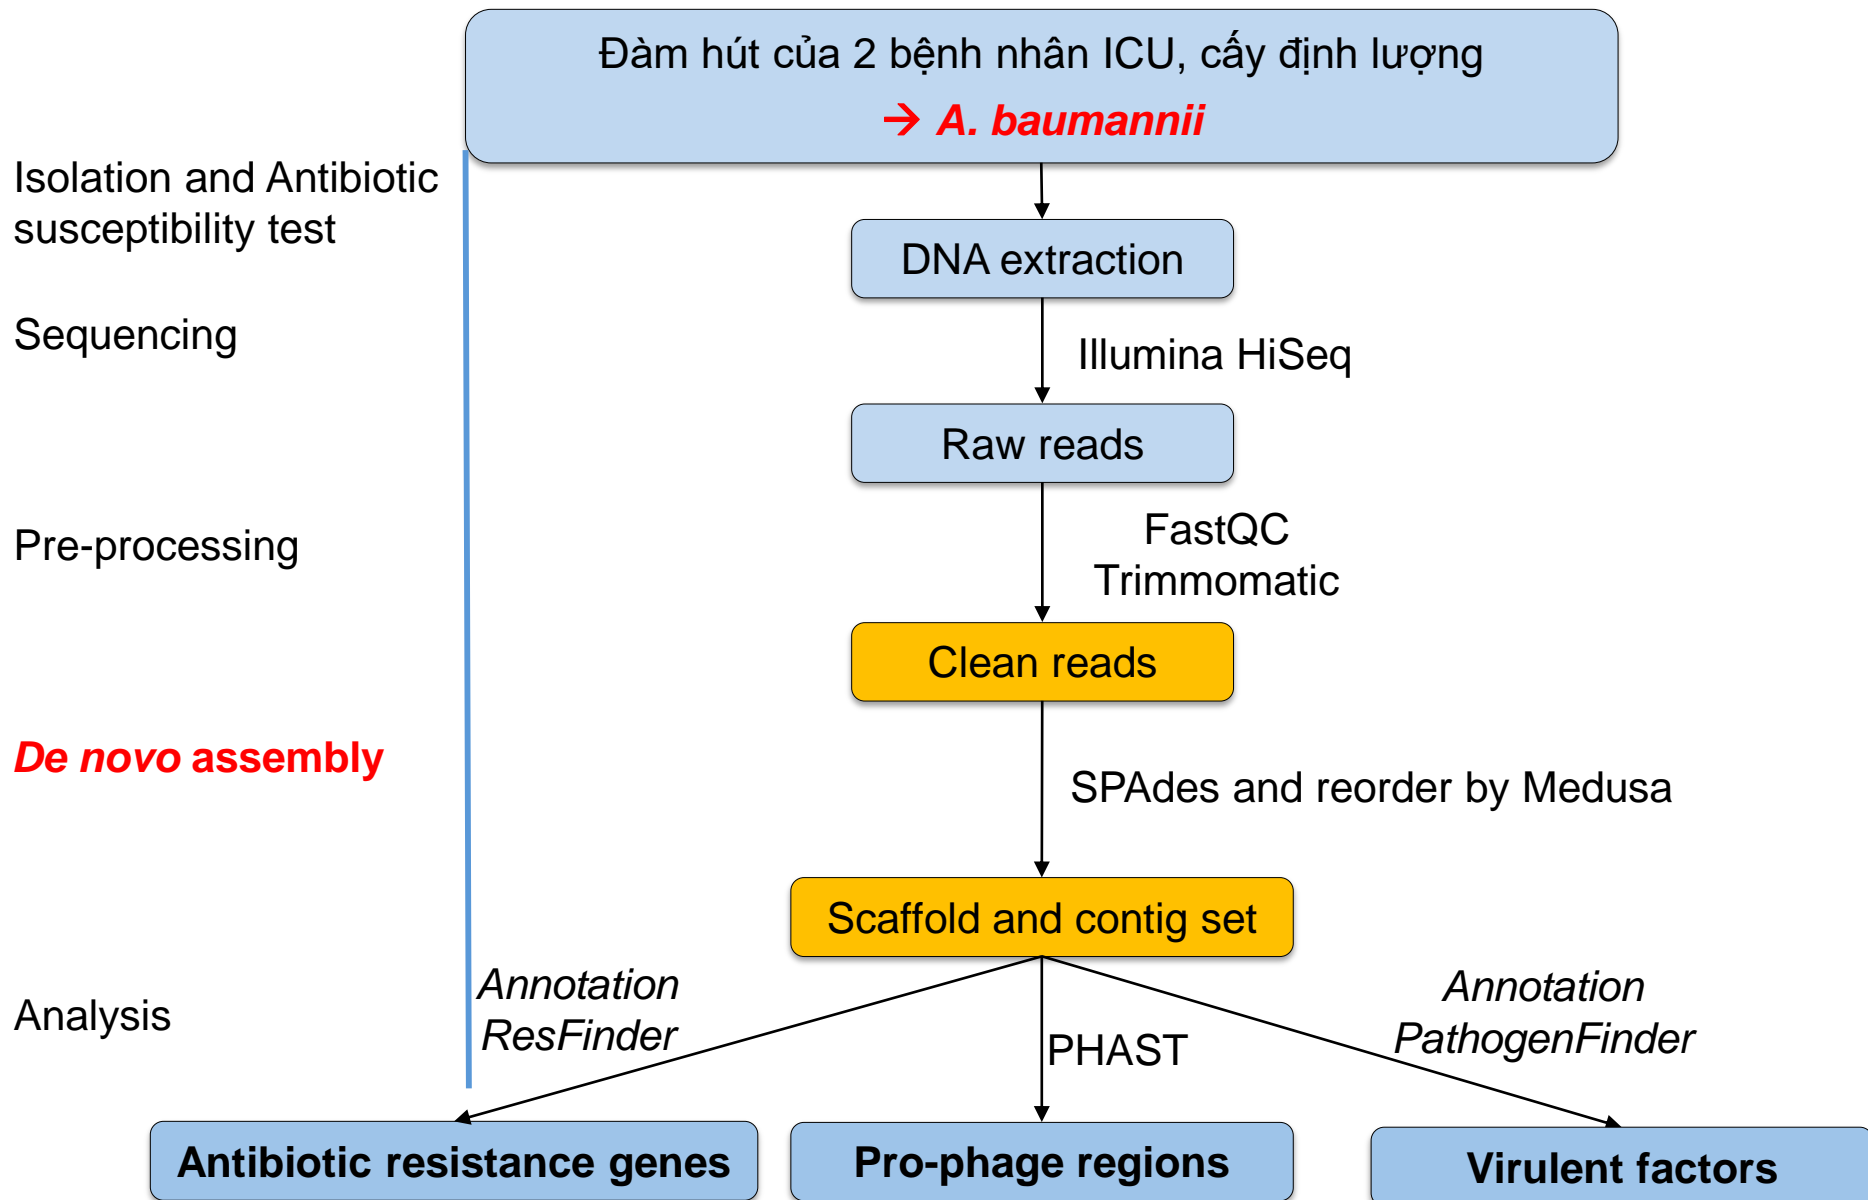 Đàm hút của 2 bệnh nhân ICU, cấy định lượng
→ A. baumannii
Isolation and Antibiotic
susceptibility test
DNA extraction
Sequencing
Illumina HiSeq
Raw reads
Pre-processing
FastQC
Trimmomatic
Clean reads
De novo assembly
SPAdes and reorder by Medusa
Scaffold and contig set
Analysis
Annotation
ResFinder
PHAST
Annotation
PathogenFinder
Antibiotic resistance genes
Pro-phage regions
Virulent factors